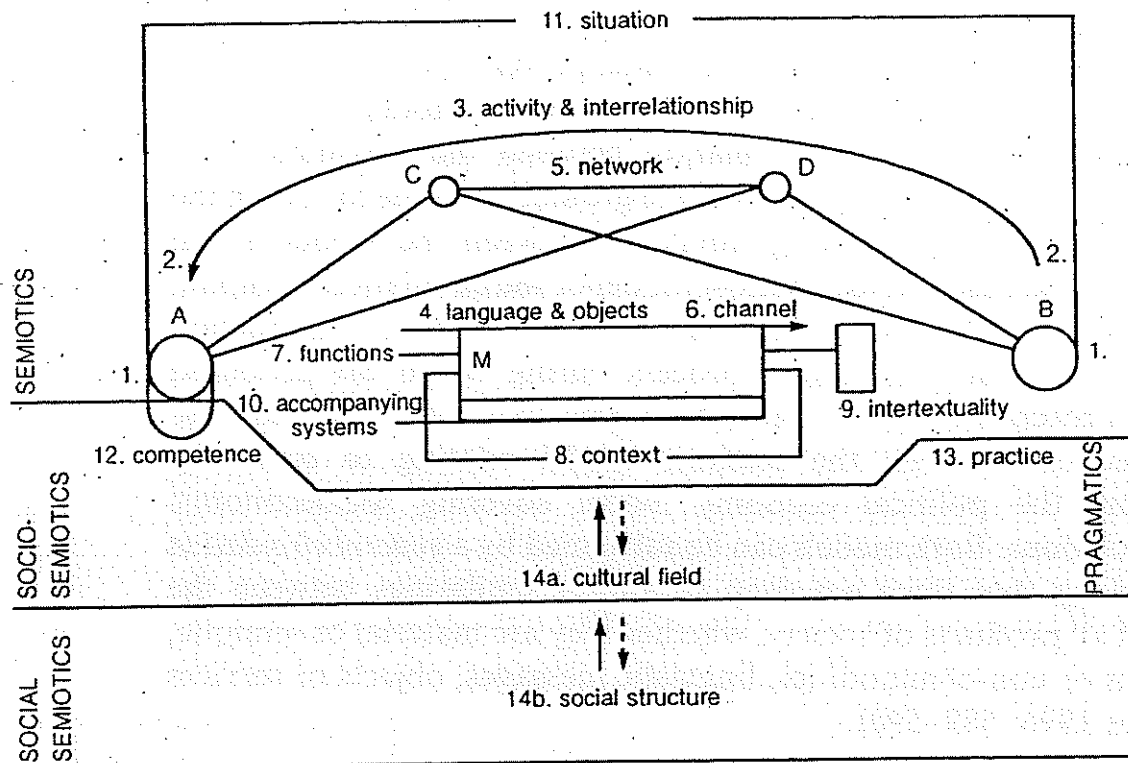 11. situation
3. activity & interrelationship
C
5. network
D
2.
2.
A
B
4. language & objects
6. channel
7. functions
M
1.
1.
10. accompanying
systems
9. intertextuality
12. competence
8. context
13. practice
14a. cultural field
14b. social structure
SEMIOTICS
SOCIO-
SEMIOTICS
SOCIAL
SEMIOTICS
PRAGMATICS